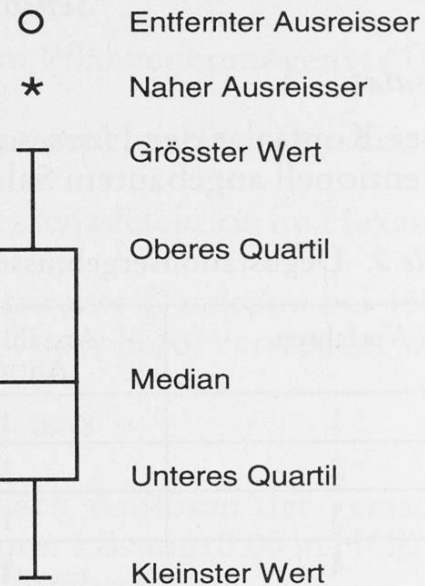 Entfernter Ausreisser
Naher Ausreisser
Grösster Wert
Oberes Quartil
Median
Unteres Quartil
Kleinster Wert